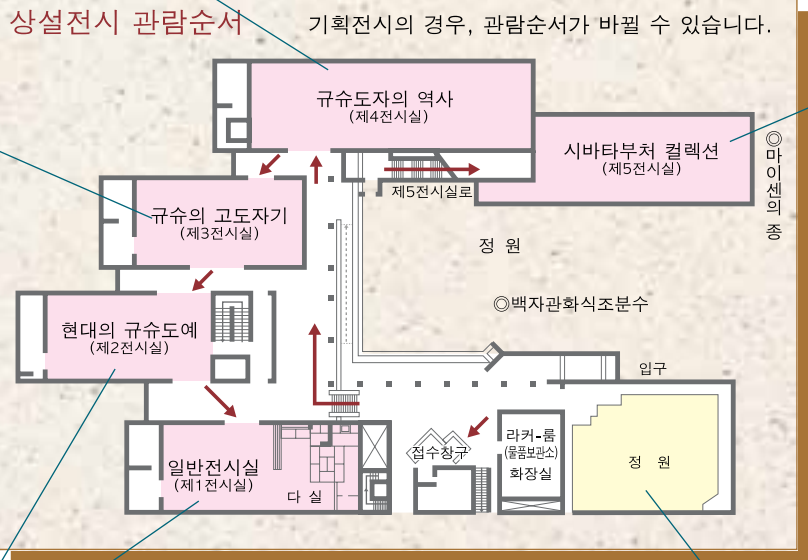 상설전시 관람순서
기획전시의 경우, 관람순서가 바뀔 수 있습니다.
규슈도자의 역사
(제4전시실)
시바타부처 컬렉션
(제5전시실)
◎마이센의 종
제5전시실로
규슈의 고도자기
(제3전시실)
정 원
◎백자관화식조분수
현대의 규슈도예
(제2전시실)
입구
일반전시실
(제1전시실)
다 실
접수창구
라커-룸
(물품보관소)
화장실
정 원